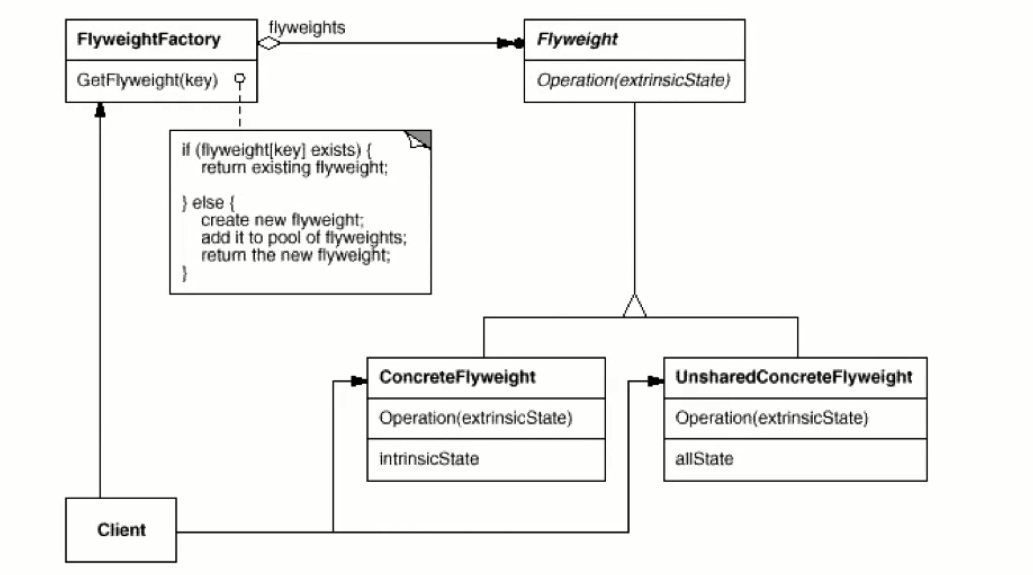 flyweights
FlyweightFactory
GetFlyweight(key)
Flyweight
Operation(extrinsicState)
if (flyweight[key] exists) {
return existing flyweight;
} else {
create new flyweight;
add it to pool of flyweights;
return the new flyweight;
}
ConcreteFlyweight
Operation(extrinsicState)
intrinsicState
UnsharedConcreteFlyweight
Operation(extrinsicState)
allState
Client